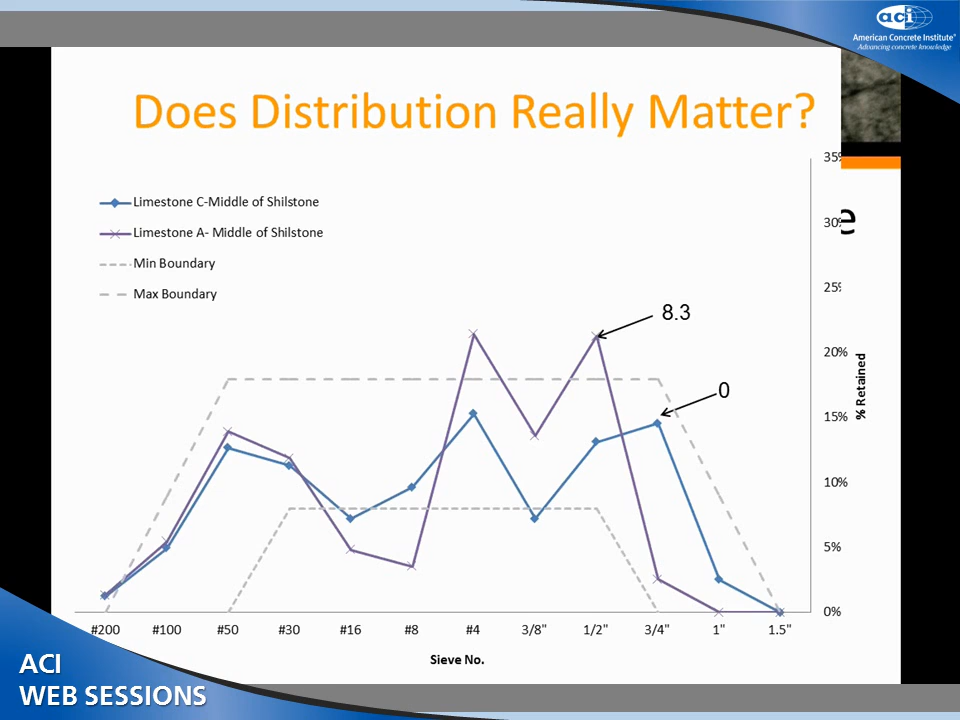 aci
American Concrete Institute®
Advancing concrete knowledge
Does Distribution Really Matter?
Limestone C-Middle of Shilstone
Limestone A- Middle of Shilstone
Min Boundary
Max Boundary
8.3
0
35%
30%
e
25%
20%
15%
10%
5%
0%
% Retained
#200 #100 #50 #30 #16 #8 #4 3/8" 1/2" 3/4" 1" 1.5"
Sieve No.
ACI
WEB SESSIONS